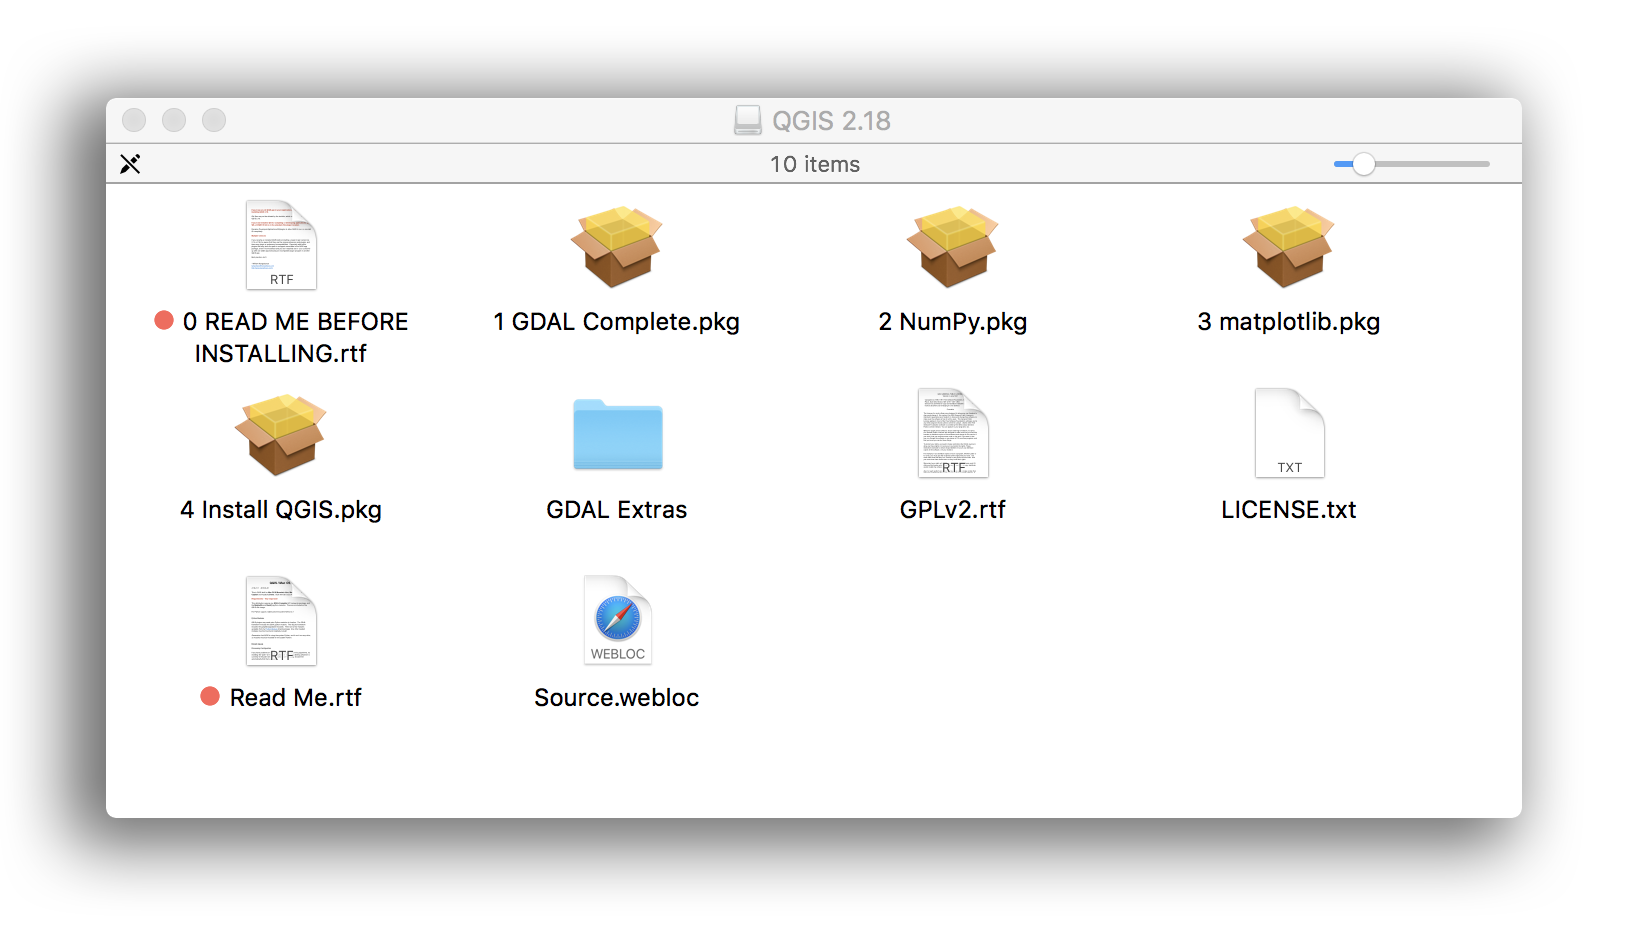 QGIS 2.18
10 items
RTF
0 READ ME BEFORE
INSTALLING.rtf
1 GDAL Complete.pkg
2 NumPy.pkg
3 matplotlib.pkg
4 Install QGIS.pkg
GDAL Extras
RTF
GPLv2.rtf
TXT
LICENSE.txt
RTF
Read Me.rtf
WEBLOC
Source.webloc